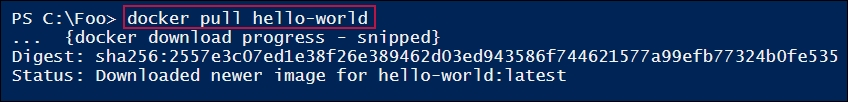 PS C:\Foo> docker pull hello-world
...  {docker download progress - snipped}
Digest: sha256:2557e3c07ed1e38f26e389462d03ed943586f744621577a99efb77324b0fe535
Status: Downloaded newer image for hello-world:latest